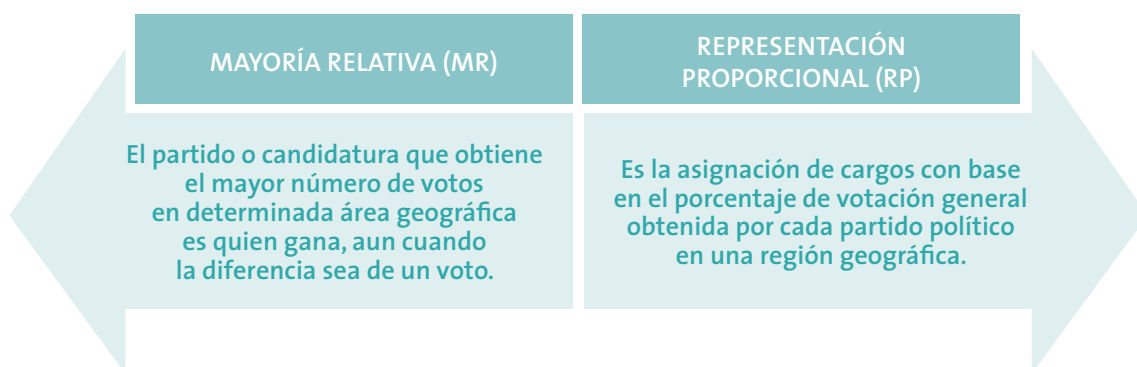 MAYORÍA RELATIVA (MR)
El partido o candidatura que obtiene
el mayor número de votos
en determinada área geográfica
es quien gana, aun cuando
la diferencia sea de un voto.
REPRESENTACIÓN
PROPORCIONAL (RP)
Es la asignación de cargos con base
en el porcentaje de votación general
obtenida por cada partido político
en una región geográfica.